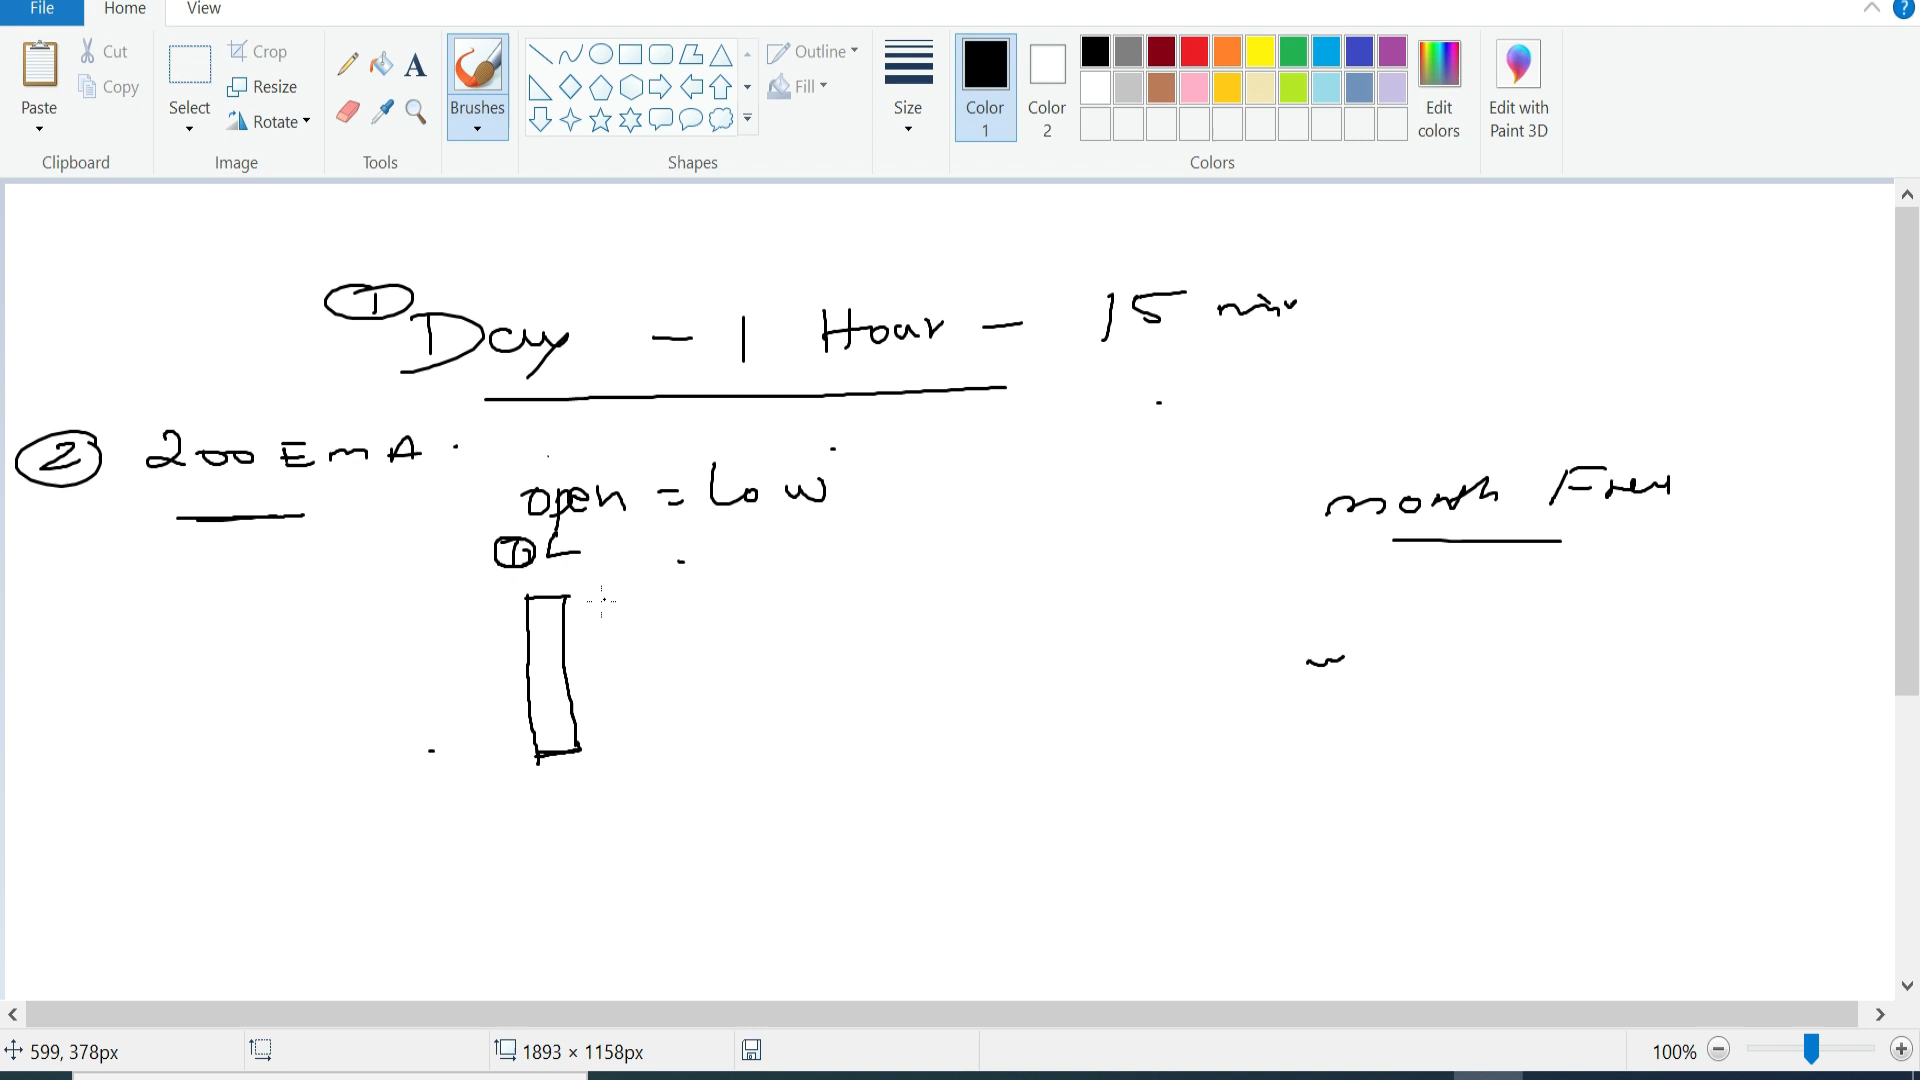 File Home View
Paste
Cut
Copy
Clipboard
Select
Crop
Resize
Rotate
Image
Tools
Brushes
Shapes
Outline
Fill
Size
Color 1
Color 2
Colors
Edit colors
Edit with Paint 3D
① Day - 1 Hour - 15 min
② 200 EMA.
open = Low
① L
month Free
599, 378px
1893 × 1158px
100%